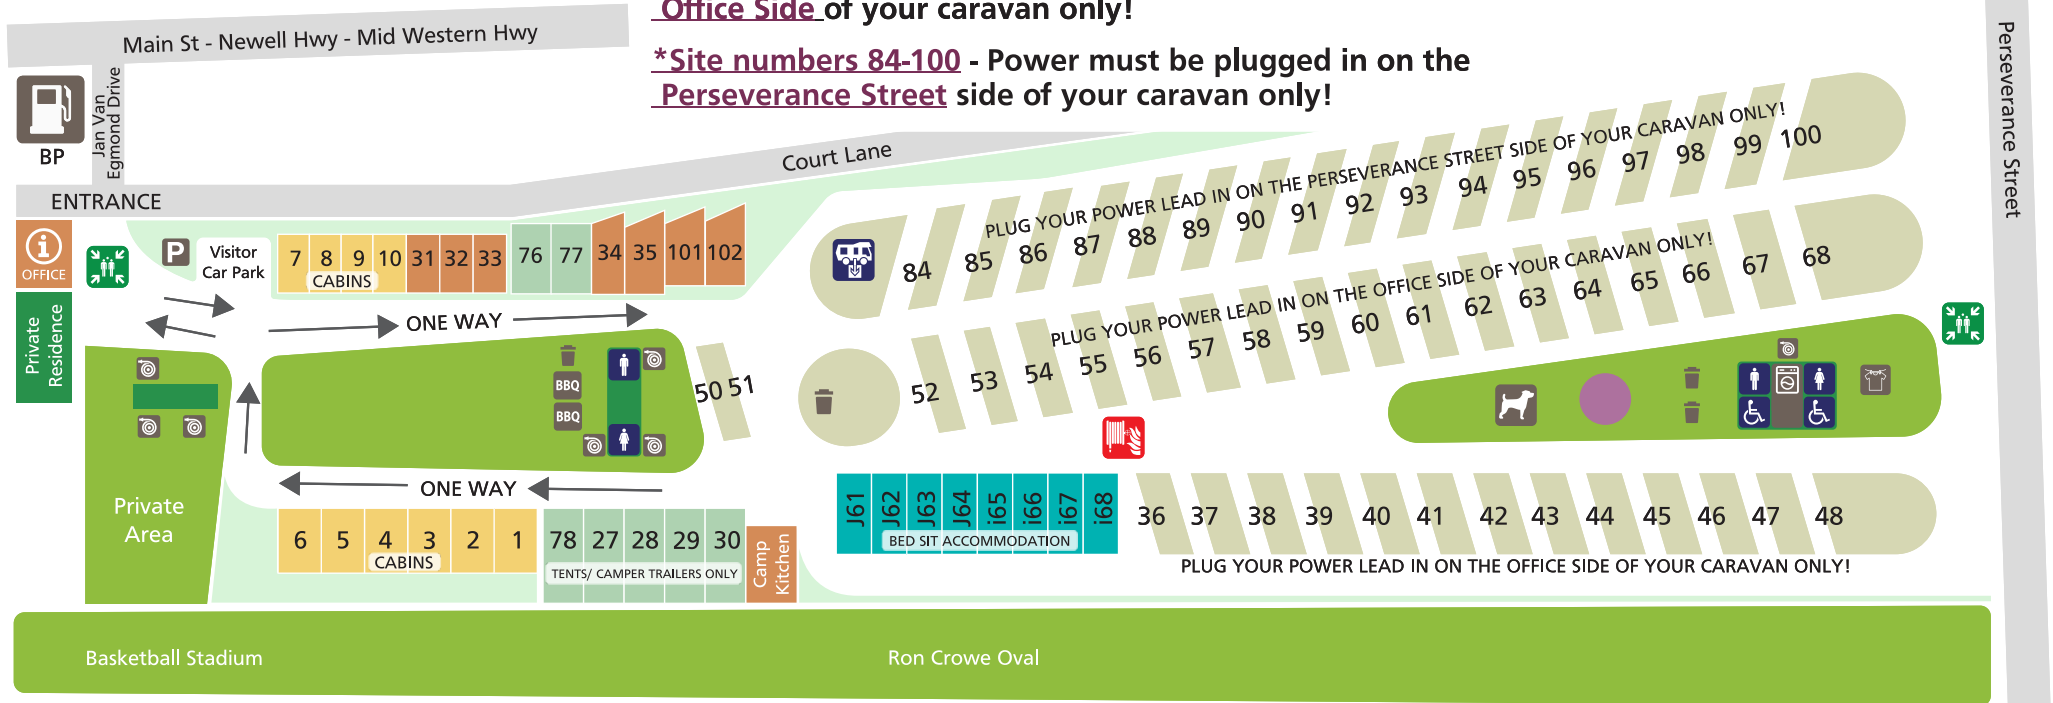 Office Side of your caravan only!
*Site numbers 84-100 - Power must be plugged in on the
Perseverance Street side of your caravan only!
Main St - Newell Hwy - Mid Western Hwy
Perseverance Street
BP
Jan Van
Egmond Drive
Court Lane
ENTRANCE
OFFICE
Private
Residence
P
Visitor
Car Park
7 8 9 10 31 32 33 76 77 34 35 101 102
CABINS
PLUG YOUR POWER LEAD IN ON THE PERSEVERANCE STREET SIDE OF YOUR CARAVAN ONLY!
84 85 86 87 88 89 90 91 92 93 94 95 96 97 98 99 100
PLUG YOUR POWER LEAD IN ON THE OFFICE SIDE OF YOUR CARAVAN ONLY!
52 53 54 55 56 57 58 59 60 61 62 63 64 65 66 67 68
ONE WAY
BBQ
BBQ
50 51
ONE WAY
Private
Area
6 5 4 3 2 1
CABINS
78 27 28 29 30
TENTS/ CAMPER TRAILERS ONLY
Camp
Kitchen
J61 J62 J63 J64 i65 i66 i67 i68
BED SIT ACCOMMODATION
36 37 38 39 40 41 42 43 44 45 46 47 48
PLUG YOUR POWER LEAD IN ON THE OFFICE SIDE OF YOUR CARAVAN ONLY!
Basketball Stadium
Ron Crowe Oval